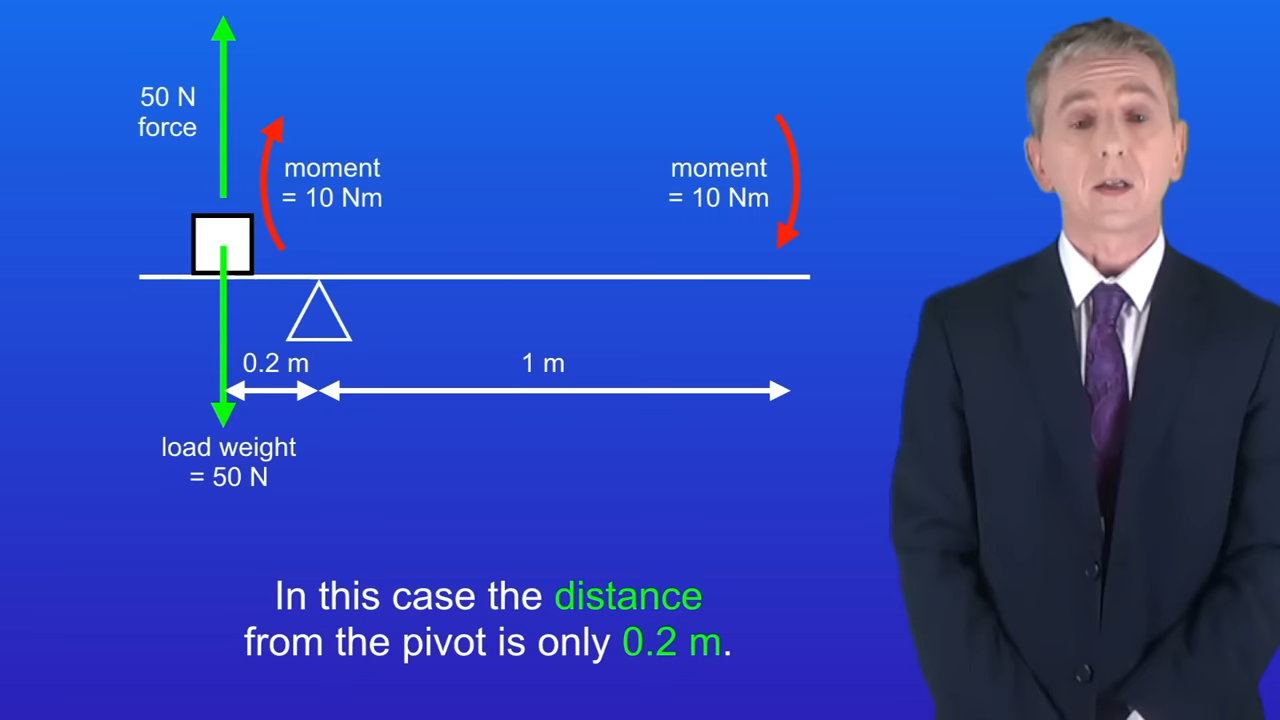 50 N
force
moment
= 10 Nm
moment
= 10 Nm
0.2 m
1 m
load weight
= 50 N
In this case the distance
from the pivot is only 0.2 m.